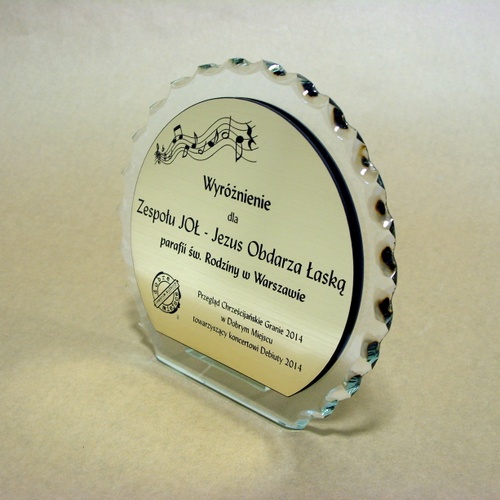 Wyróżnienie
dla
Zespołu JOŁ - Jezus Obdarza Łaską
parafii św. Rodziny w Warszawie
Przegląd Chrześcijańskie Granie 2014
w Dobrym Miejscu
towarzyszący koncertowi Debiuty 2014